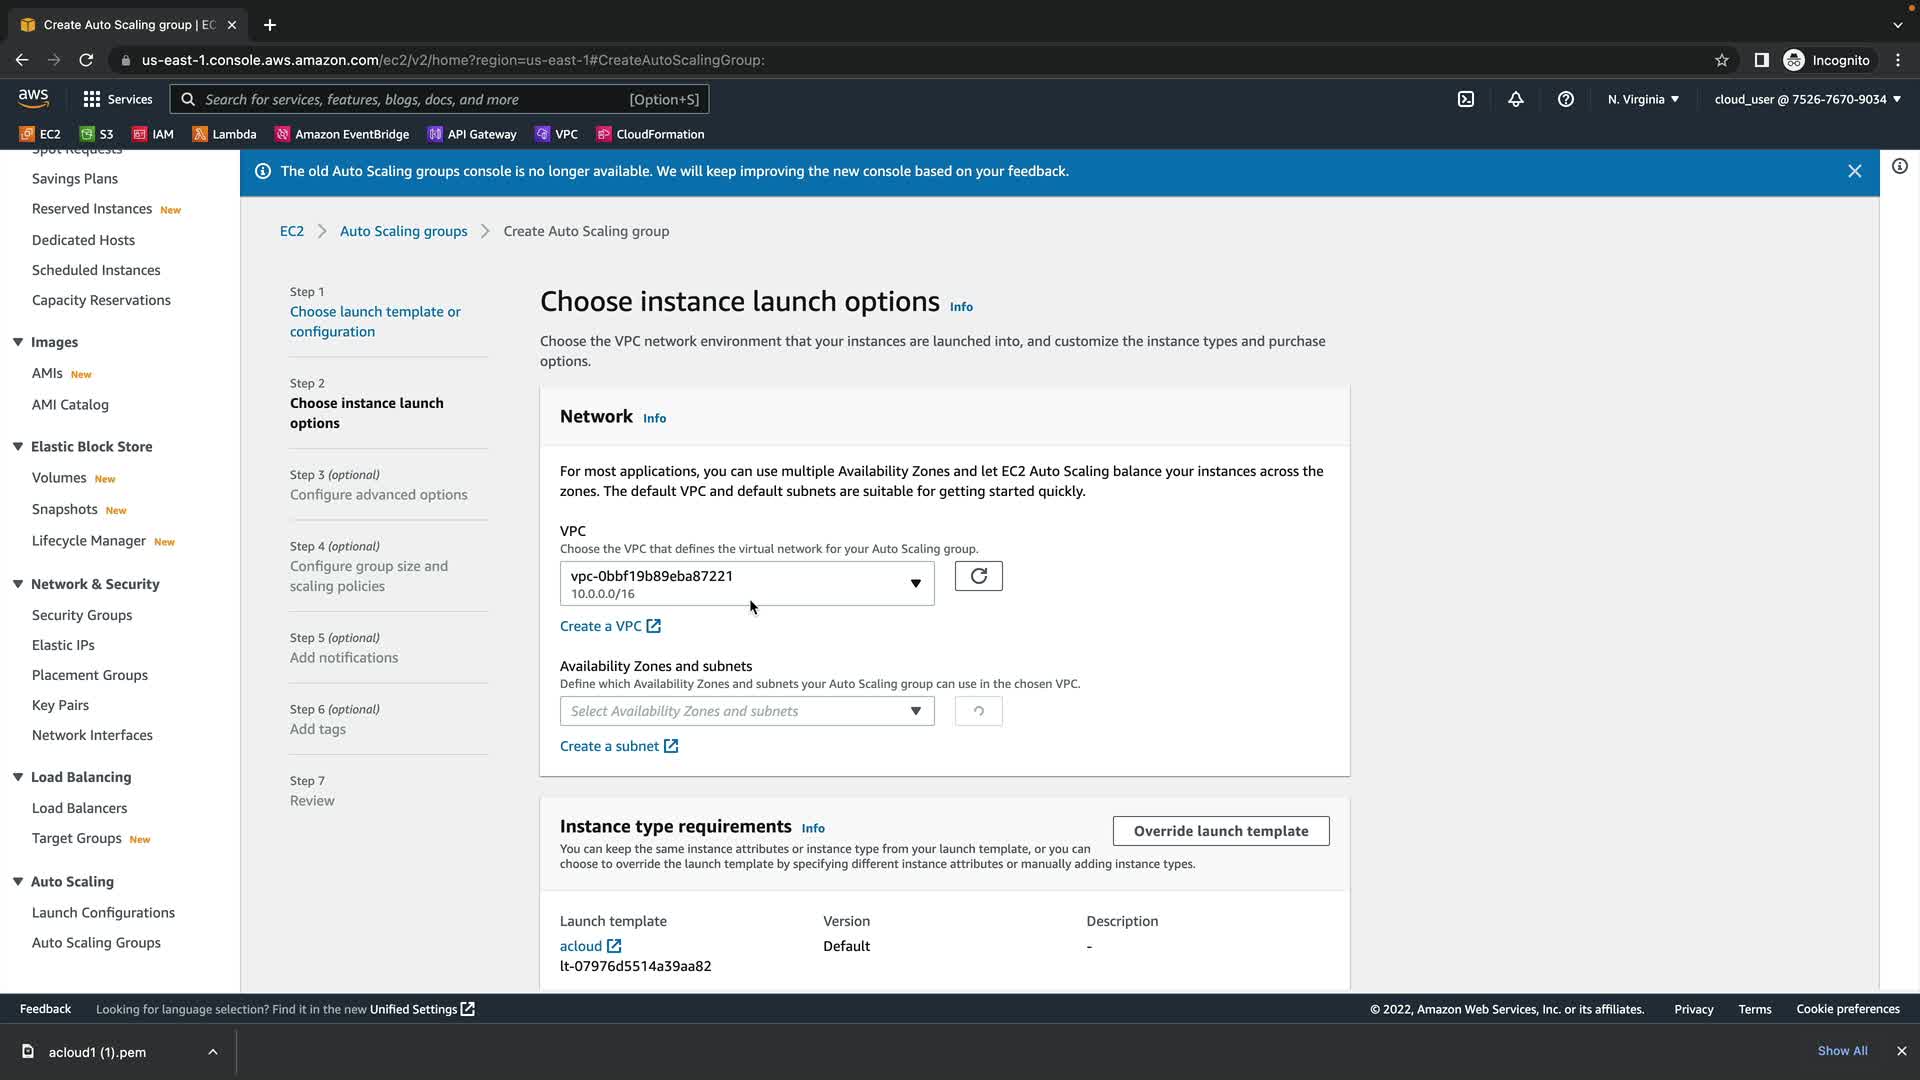 Create Auto Scaling group | EC
us-east-1.console.aws.amazon.com/ec2/v2/home?region=us-east-1#CreateAutoScalingGroup:
Incognito
aws
Services
Search for services, features, blogs, docs, and more
[Option+S]
N. Virginia
cloud_user @ 7526-7670-9034
EC2
S3
IAM
Lambda
Amazon EventBridge
API Gateway
VPC
CloudFormation
Spot Requests
Savings Plans
Reserved Instances New
Dedicated Hosts
Scheduled Instances
Capacity Reservations
Images
AMIs New
AMI Catalog
Elastic Block Store
Volumes New
Snapshots New
Lifecycle Manager New
Network & Security
Security Groups
Elastic IPs
Placement Groups
Key Pairs
Network Interfaces
Load Balancing
Load Balancers
Target Groups New
Auto Scaling
Launch Configurations
Auto Scaling Groups
The old Auto Scaling groups console is no longer available. We will keep improving the new console based on your feedback.
EC2
Auto Scaling groups
Create Auto Scaling group
Step 1
Choose launch template or
configuration
Step 2
Choose instance launch
options
Step 3 (optional)
Configure advanced options
Step 4 (optional)
Configure group size and
scaling policies
Step 5 (optional)
Add notifications
Step 6 (optional)
Add tags
Step 7
Review
Choose instance launch options Info
Choose the VPC network environment that your instances are launched into, and customize the instance types and purchase
options.
Network Info
For most applications, you can use multiple Availability Zones and let EC2 Auto Scaling balance your instances across the
zones. The default VPC and default subnets are suitable for getting started quickly.
VPC
Choose the VPC that defines the virtual network for your Auto Scaling group.
vpc-0bbf19b89eba87221
10.0.0.0/16
Create a VPC
Availability Zones and subnets
Define which Availability Zones and subnets your Auto Scaling group can use in the chosen VPC.
Select Availability Zones and subnets
Create a subnet
Instance type requirements Info
Override launch template
You can keep the same instance attributes or instance type from your launch template, or you can
choose to override the launch template by specifying different instance attributes or manually adding instance types.
Launch template
Version
Description
acloud
Default
-
lt-07976d5514a39aa82
Feedback
Looking for language selection? Find it in the new Unified Settings
© 2022, Amazon Web Services, Inc. or its affiliates.
Privacy
Terms
Cookie preferences
acloud1 (1).pem
Show All